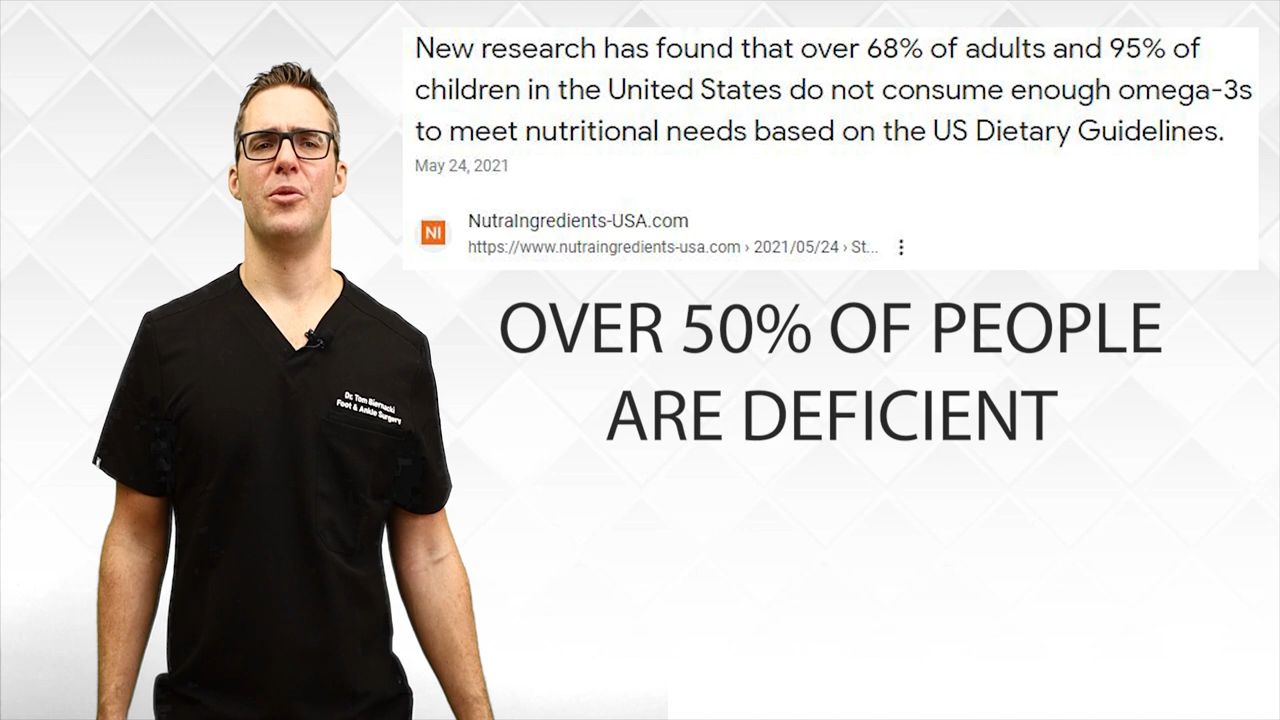 New research has found that over 68% of adults and 95% of
children in the United States do not consume enough omega-3s
to meet nutritional needs based on the US Dietary Guidelines.
May 24, 2021
NI
NutraIngredients-USA.com
https://www.nutraingredients-usa.com › 2021/05/24 › St...
OVER 50% OF PEOPLE
ARE DEFICIENT
Dr. Tom Biernacki
Foot & Ankle Surgery